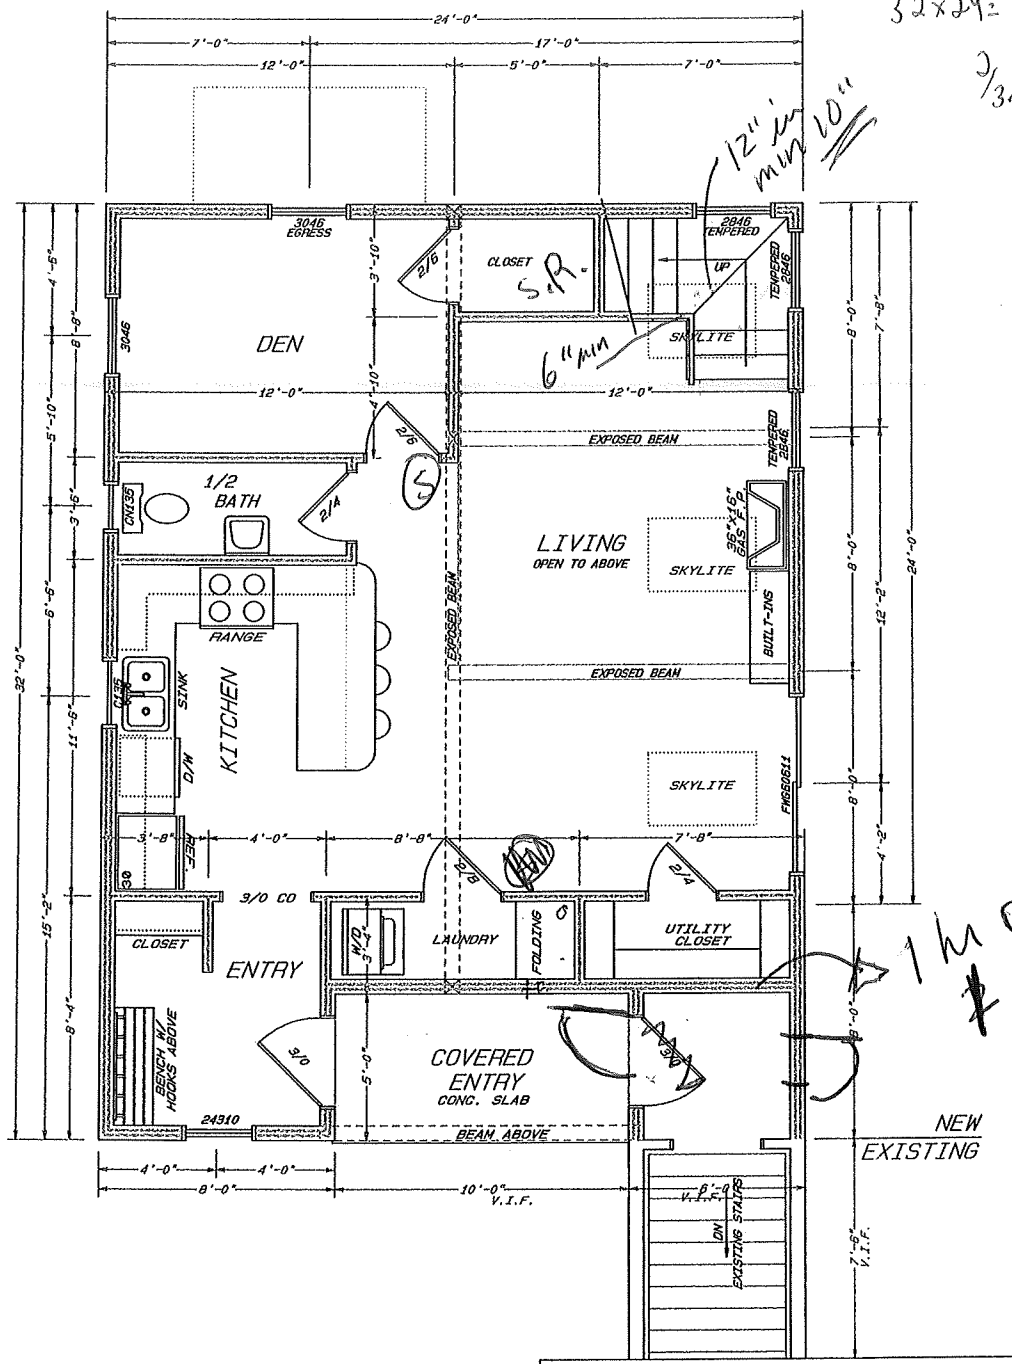 32x24=
24'-0"
7'-0"
17'-0"
12'-0"
5'-0"
7'-0"
12" in
min 10"
3046
EGRESS
2846
TEMPERED
4'-6"
8'-8"
3'-10"
2/6
CLOSET
S.R.
UP
TEMPERED
2846
8'-0"
7'-8"
3046
DEN
SKYLITE
6" min
12'-0"
12'-0"
5'-10"
4'-10"
2/6
EXPOSED BEAM
TEMPERED
2846
S
1/2
BATH
CN135
2/4
3'-6"
LIVING
OPEN TO ABOVE
36"X16"
GAS F.P.
SKYLITE
8'-0"
24'-0"
12'-2"
6'-6"
RANGE
EXPOSED BEAM
BUILT-INS
32'-0"
C135
SINK
KITCHEN
EXPOSED BEAM
11'-6"
D/W
SKYLITE
FWG60611
8'-0"
4'-2"
REF.
30
3'-8"
4'-0"
8'-8"
7'-8"
2/8
2/4
3/0 CO
15'-2"
CLOSET
W/D
3'-4"
LAUNDRY
FOLDING
UTILITY
CLOSET
ENTRY
1 hr
8'-4"
8'-0"
BENCH W/
HOOKS ABOVE
3/0
5'-0"
COVERED
ENTRY
CONC. SLAB
3/0
24310
BEAM ABOVE
NEW
EXISTING
4'-0"
4'-0"
8'-0"
10'-0"
V.I.F.
6'-0"
V.I.F.
DN
EXISTING STAIRS
7'-6"
V.I.F.